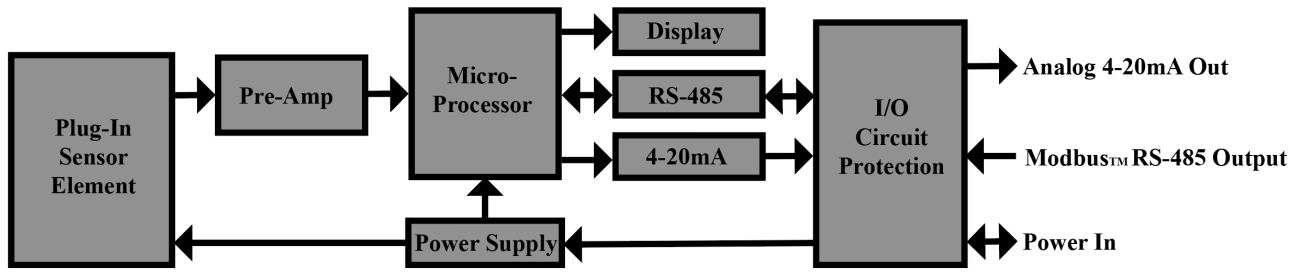 Plug-In
Sensor
Element
Pre-Amp
Micro-
Processor
Power Supply
Display
RS-485
4-20mA
I/O
Circuit
Protection
Analog 4-20mA Out
Modbus™ RS-485 Output
Power In